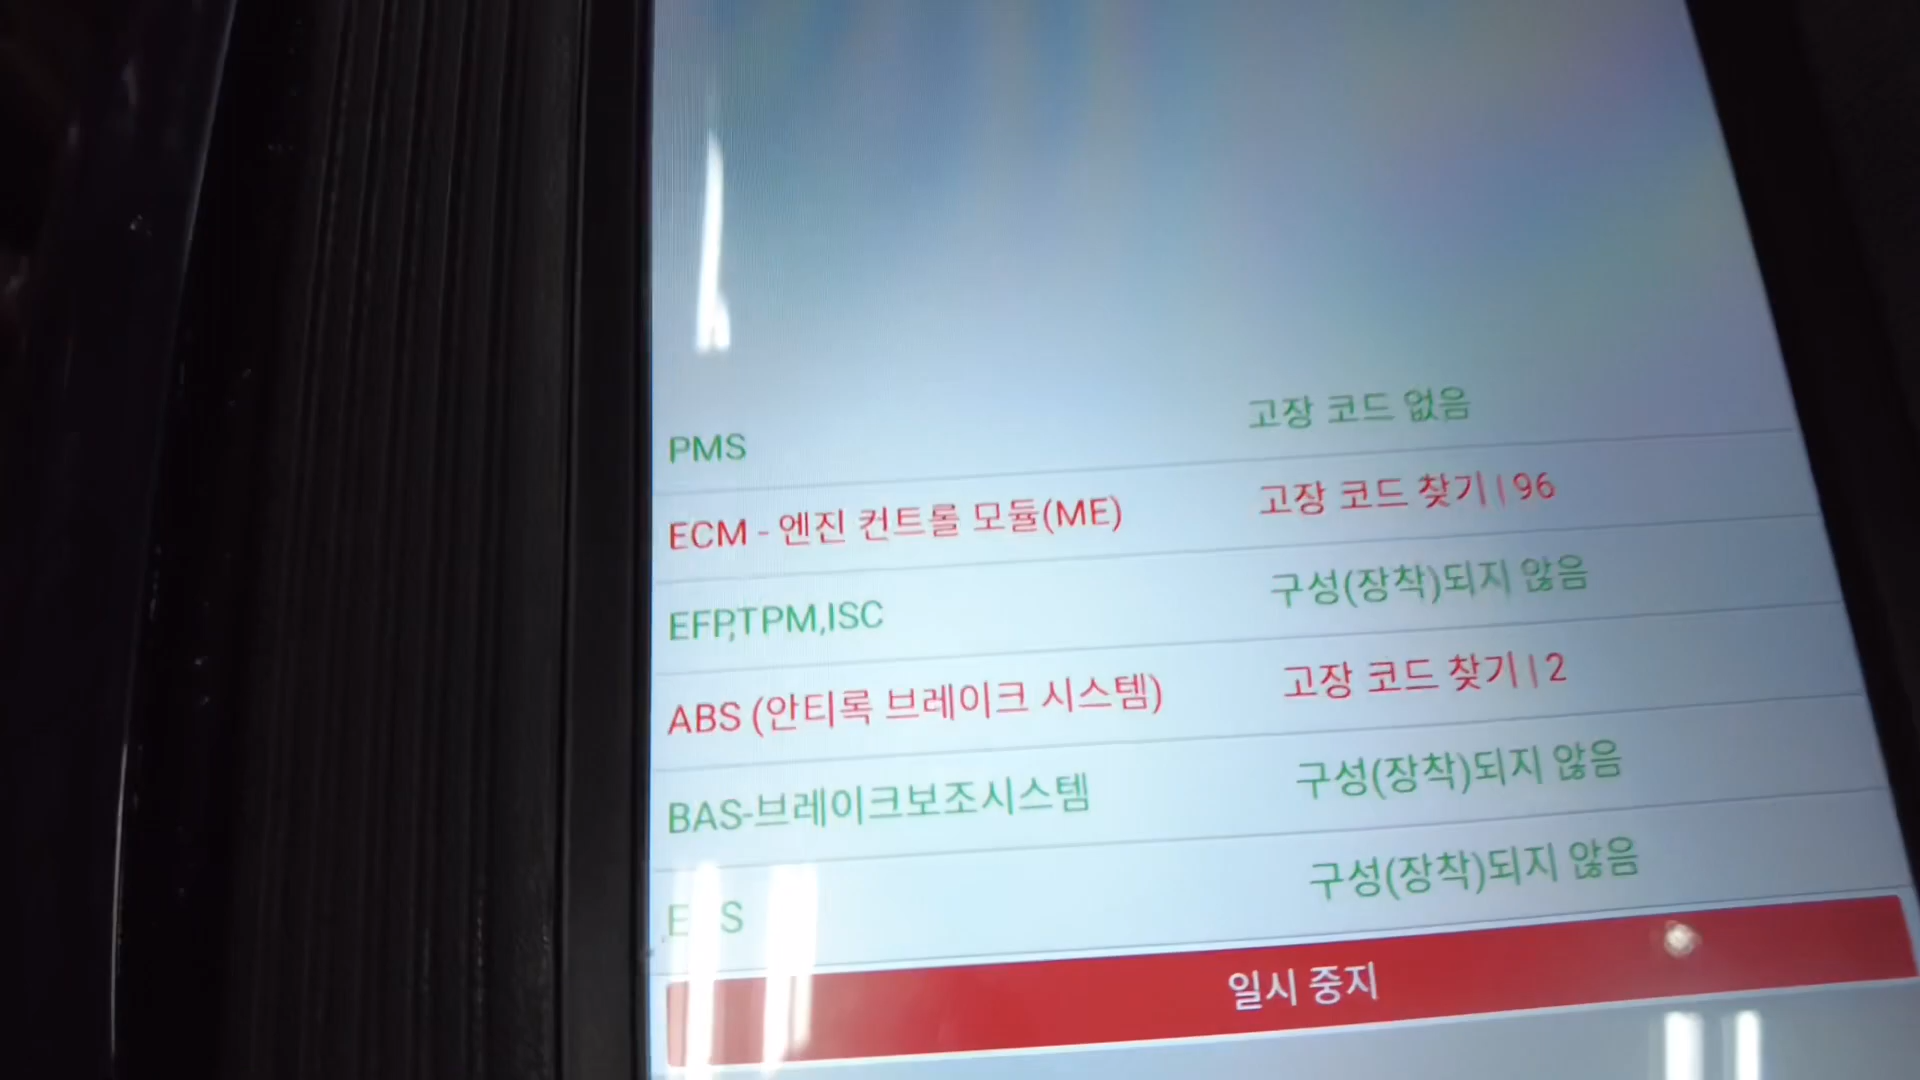 PMS 고장 코드 없음
ECM - 엔진 컨트롤 모듈(ME) 고장 코드 찾기 | 96
EFP,TPM,ISC 구성(장착)되지 않음
ABS (안티록 브레이크 시스템) 고장 코드 찾기 | 2
BAS-브레이크보조시스템 구성(장착)되지 않음
구성(장착)되지 않음
일시 중지